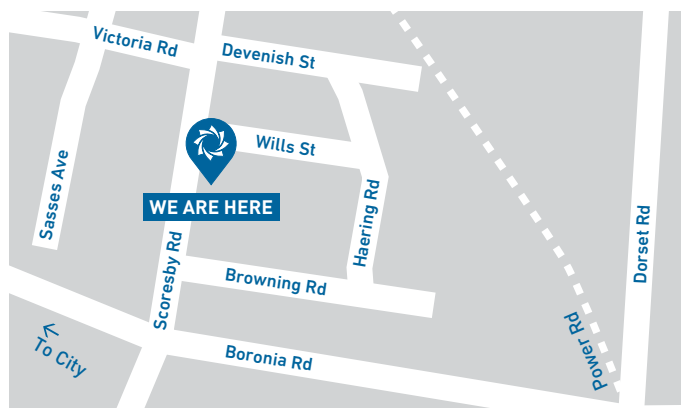 Victoria Rd
Devenish St
Wills St
Sasses Ave
WE ARE HERE
Haering Rd
Dorset Rd
Scoresby Rd
Browning Rd
Power Rd
To City
Boronia Rd